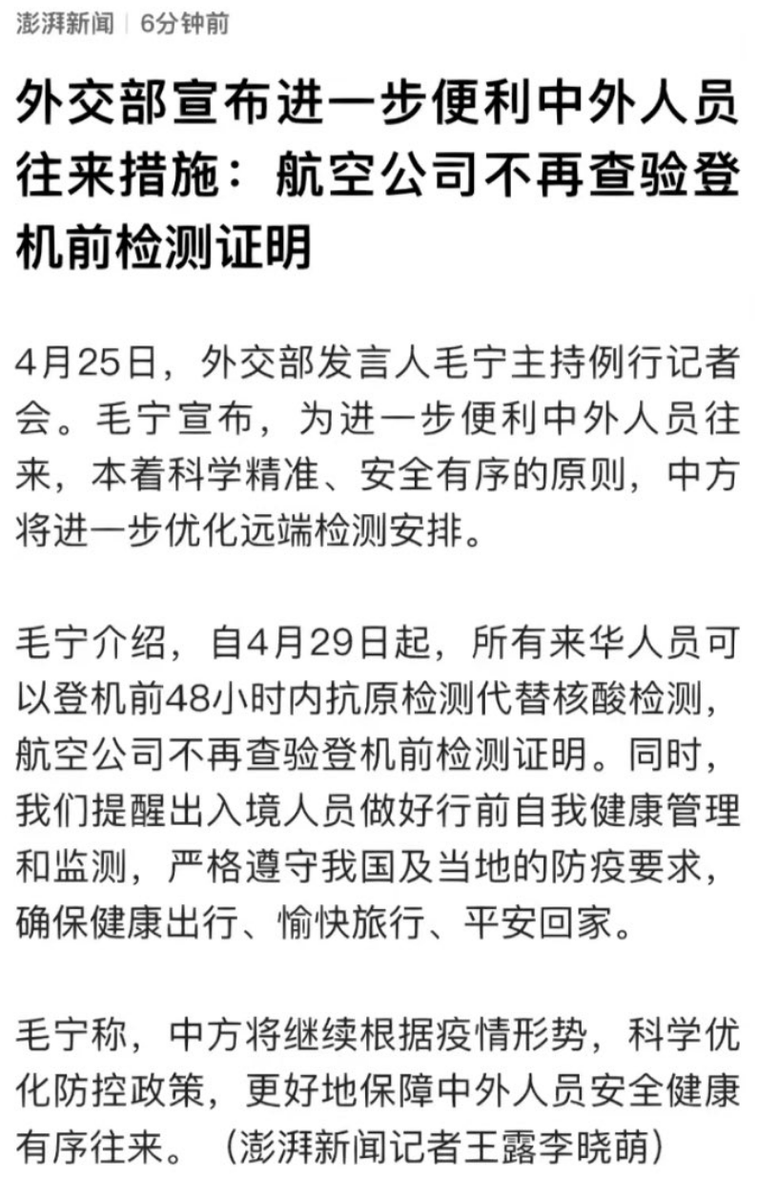 澎湃新闻 | 6分钟前
外交部宣布进一步便利中外人员
往来措施：航空公司不再查验登
机前检测证明
4月25日，外交部发言人毛宁主持例行记者
会。毛宁宣布，为进一步便利中外人员往
来，本着科学精准、安全有序的原则，中方
将进一步优化远端检测安排。
毛宁介绍，自4月29日起，所有来华人员可
以登机前48小时内抗原检测代替核酸检测，
航空公司不再查验登机前检测证明。同时，
我们提醒出入境人员做好行前自我健康管理
和监测，严格遵守我国及当地的防疫要求，
确保健康出行、愉快旅行、平安回家。
毛宁称，中方将继续根据疫情形势，科学优
化防控政策，更好地保障中外人员安全健康
有序往来。（澎湃新闻记者王露李晓萌）